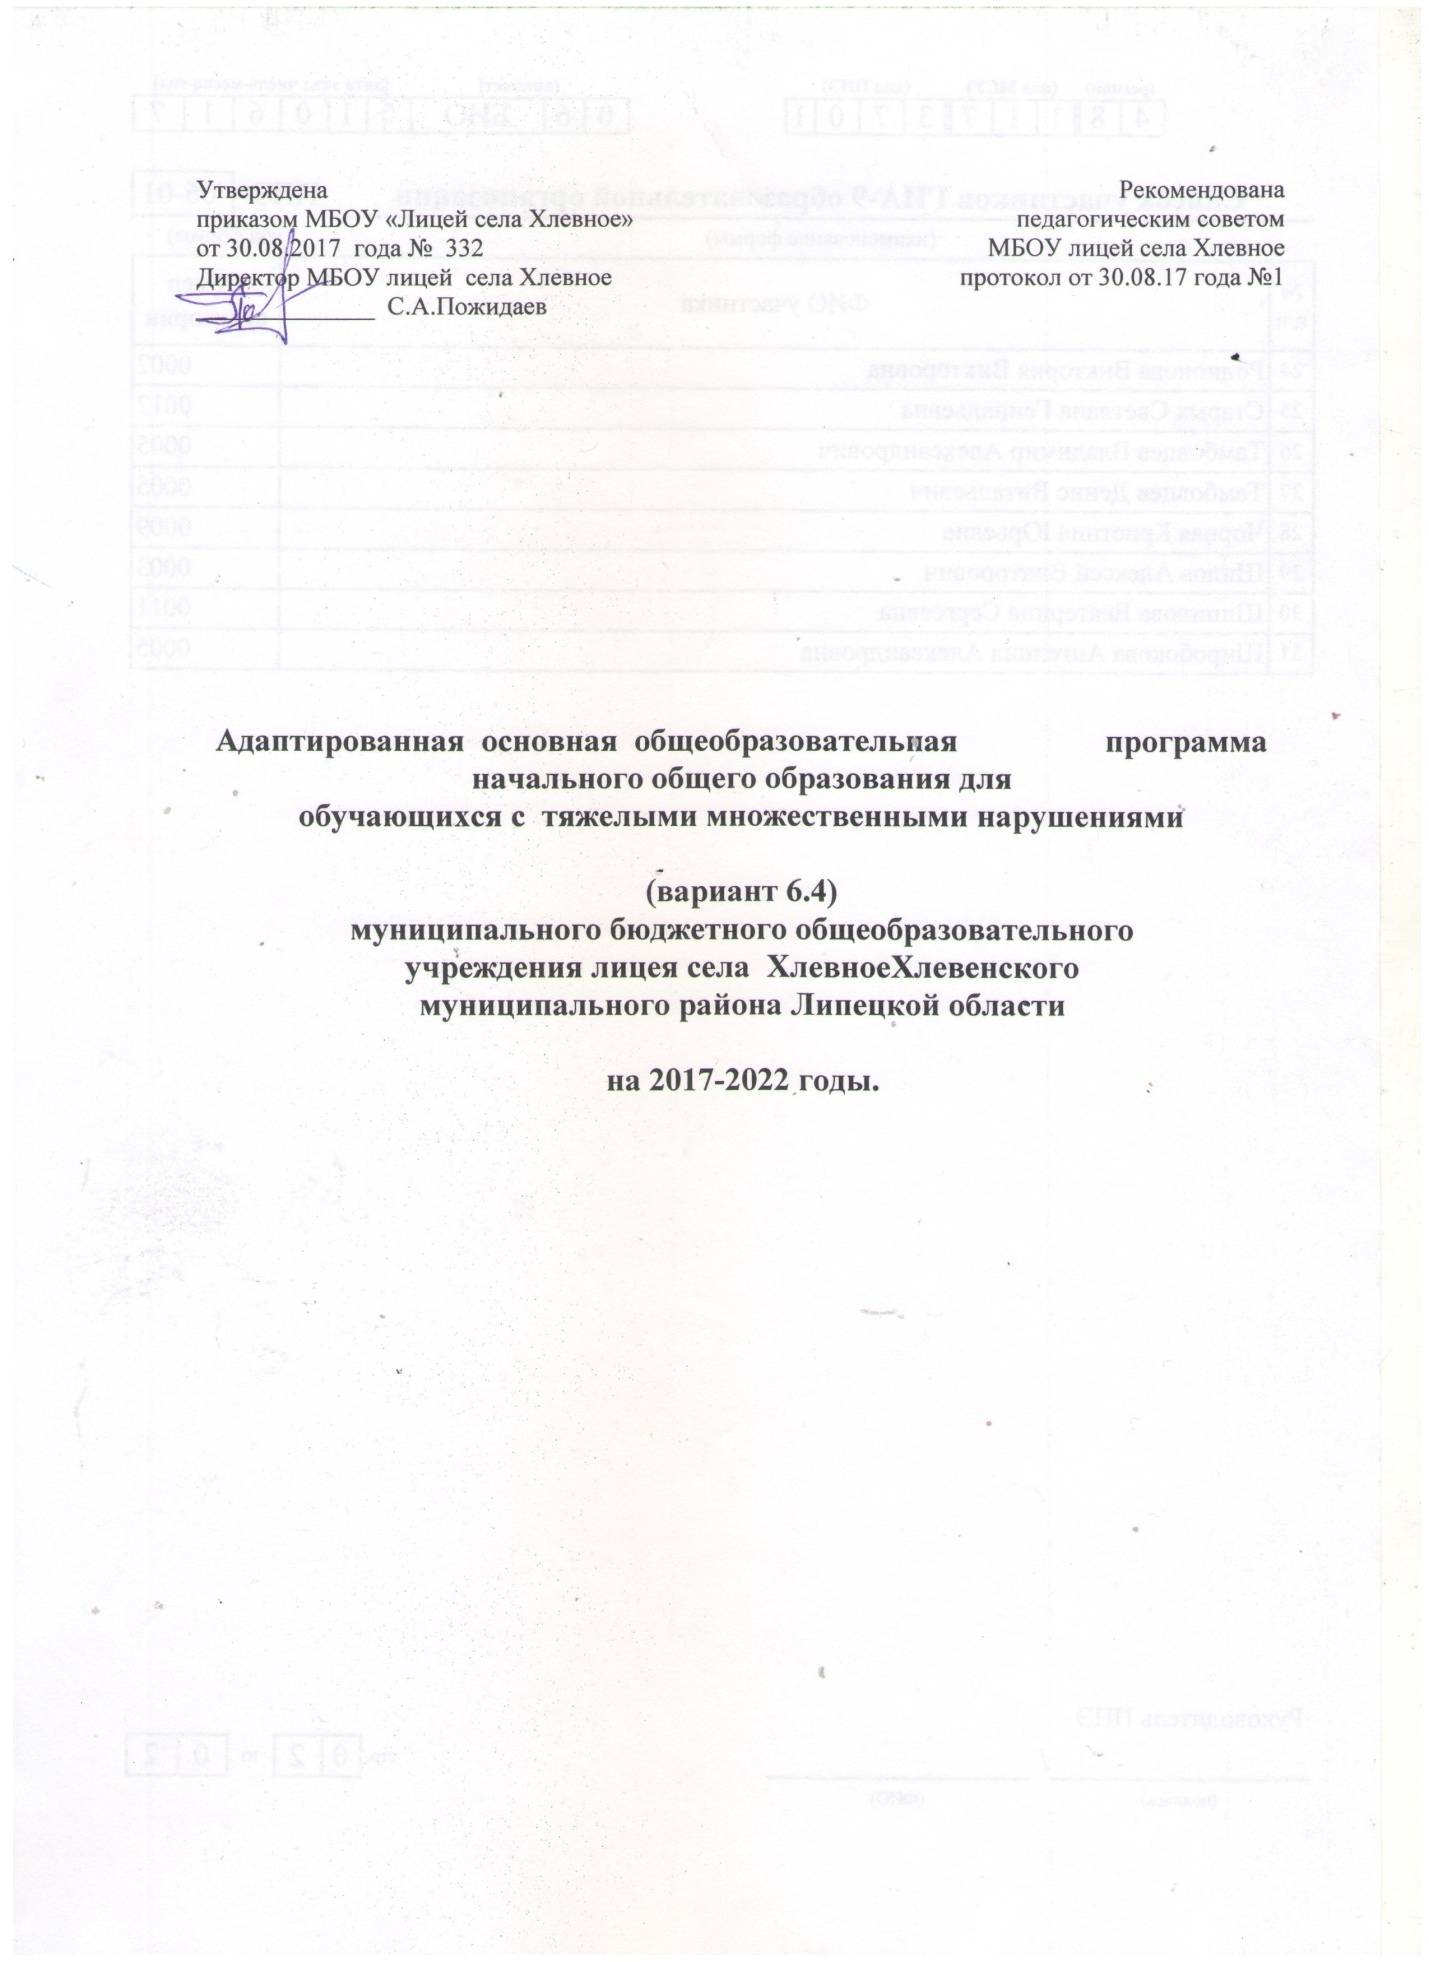 Утверждена
приказом МБОУ «Лицей села Хлевное»
от 30.08.2017 года № 332
Директор МБОУ лицей села Хлевное
С.А.Пожидаев
Рекомендована
педагогическим советом
МБОУ лицей села Хлевное
протокол от 30.08.17 года №1
Адаптированная основная общеобразовательная программа
начального общего образования для
обучающихся с тяжелыми множественными нарушениями
(вариант 6.4)
муниципального бюджетного общеобразовательного
учреждения лицея села ХлевноеХлевенского
муниципального района Липецкой области
на 2017-2022 годы.